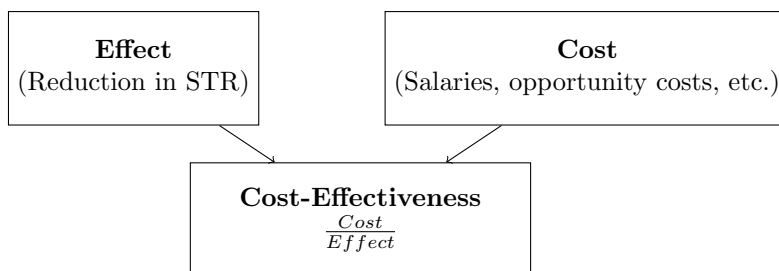 Effect
(Reduction in STR)
Cost
(Salaries, opportunity costs, etc.)
Cost-Effectiveness
Cost
Effect